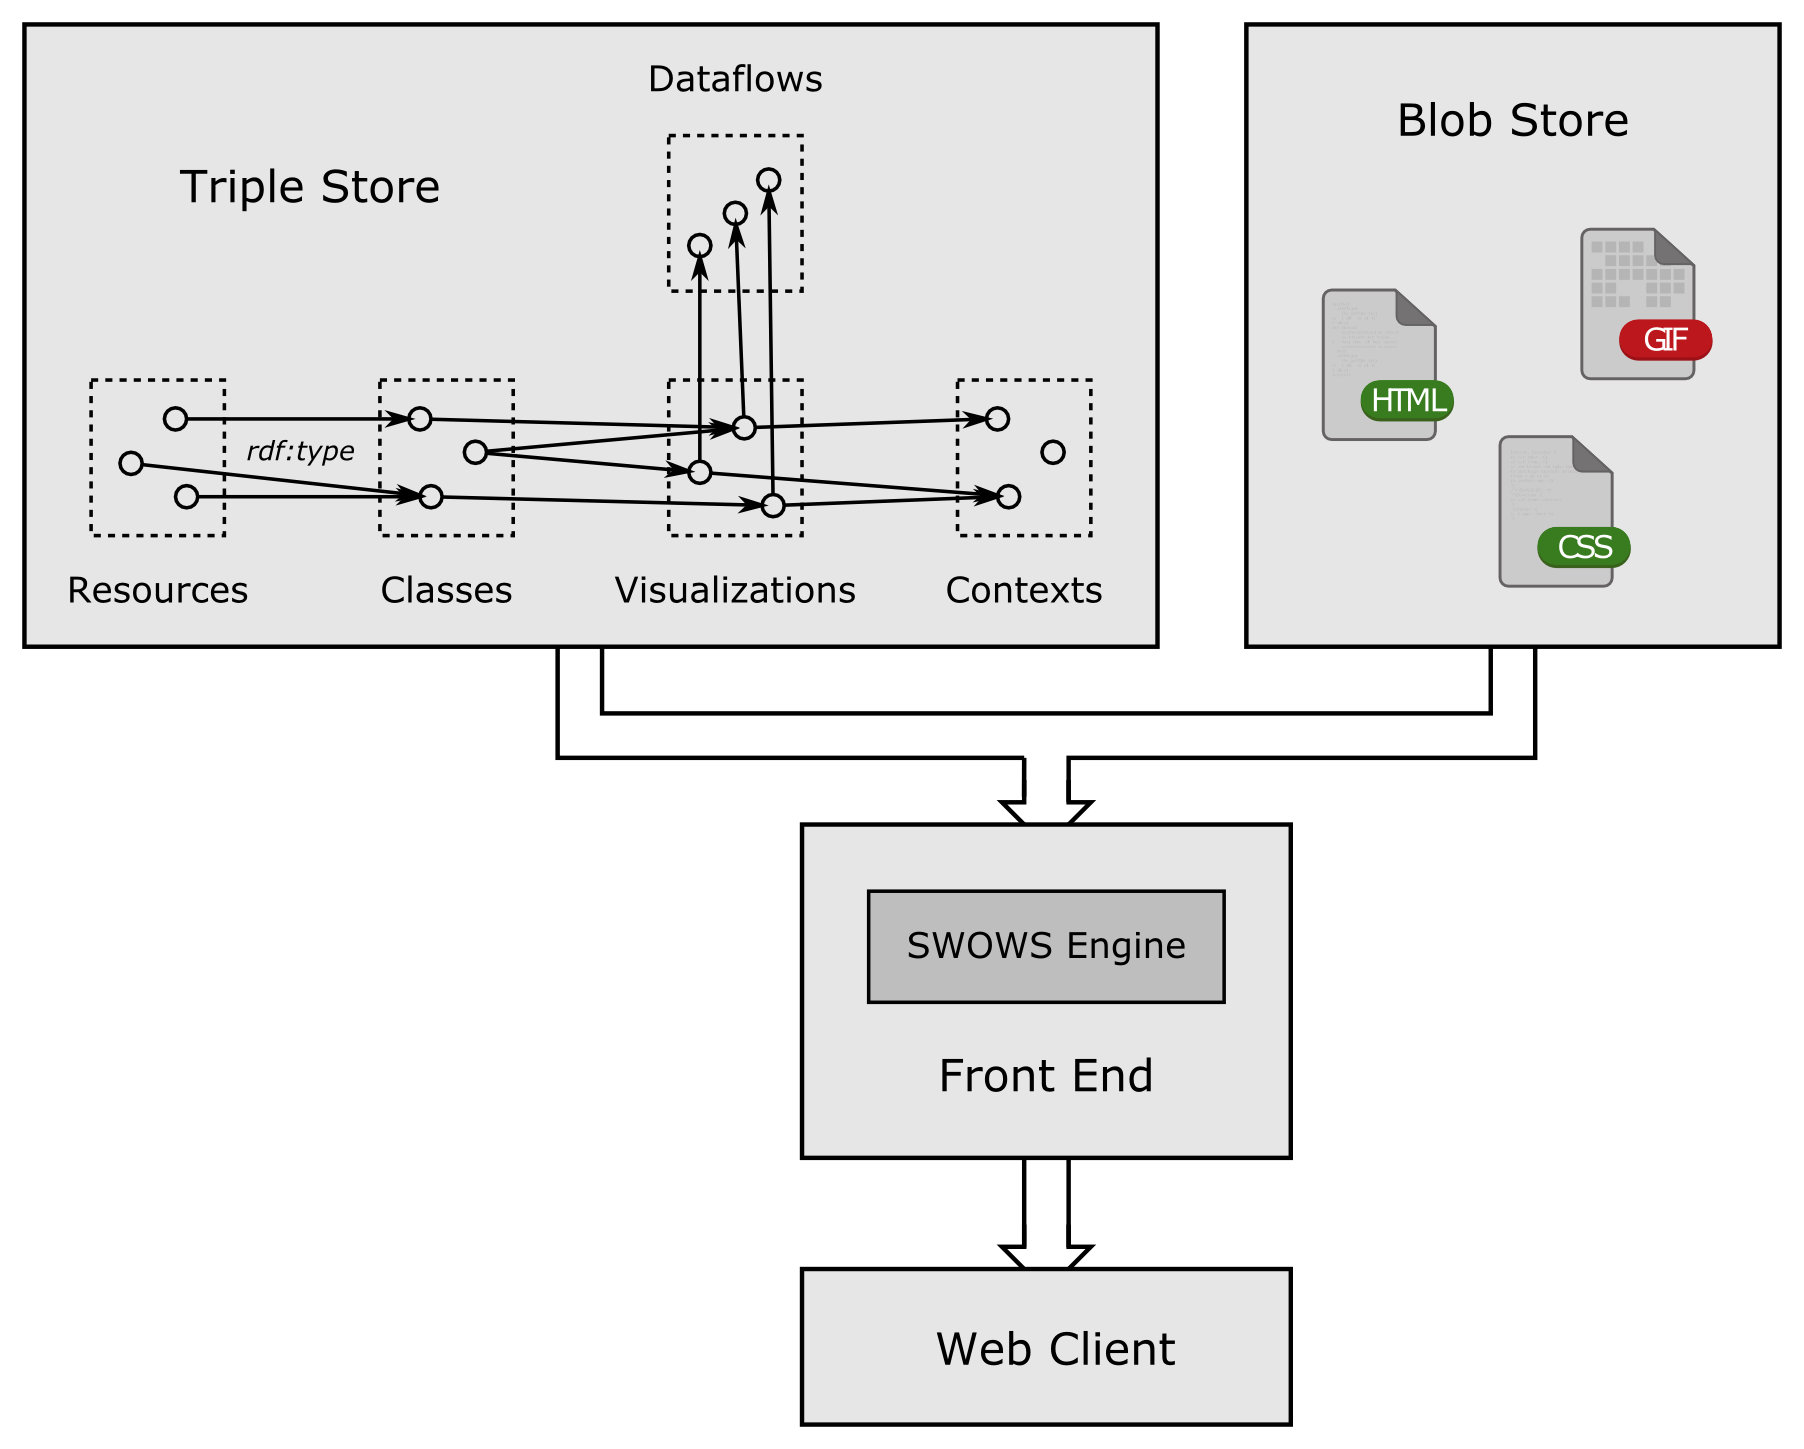 Dataflows
Triple Store
rdf:type
Resources
Classes
Visualizations
Contexts
Blob Store
GIF
HTML
CSS
SWOWS Engine
Front End
Web Client